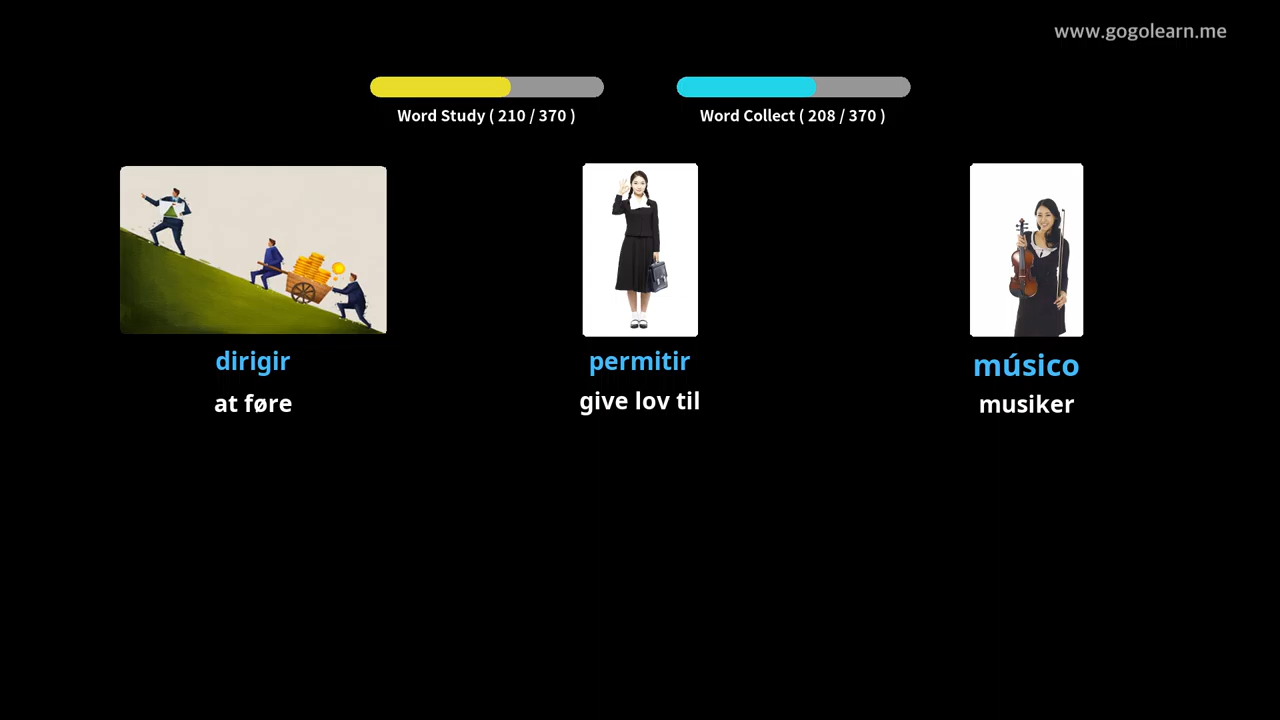 www.gogolearn.me
Word Study ( 210 / 370 )
Word Collect ( 208 / 370 )
dirigir
at føre
permitir
give lov til
músico
musiker